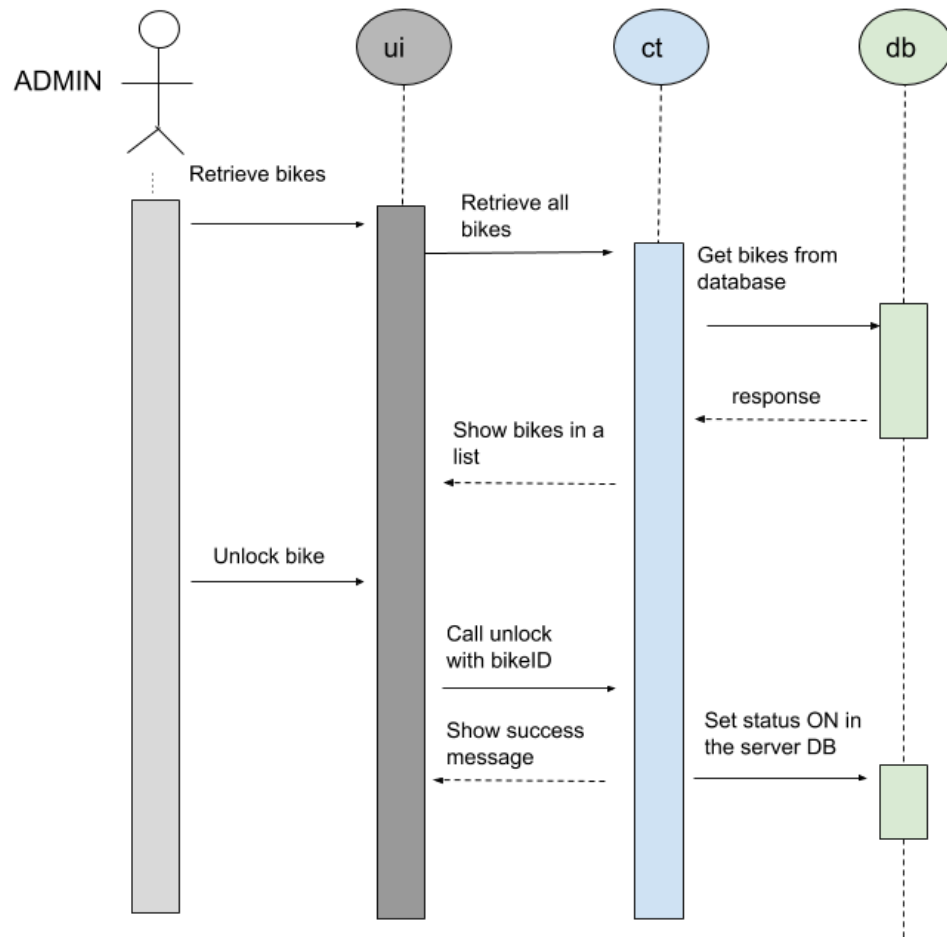 ui
ct
db
ADMIN
Retrieve bikes
Retrieve all
bikes
Get bikes from
database
response
Show bikes in a
list
Unlock bike
Call unlock
with bikeID
Show success
message
Set status ON in
the server DB